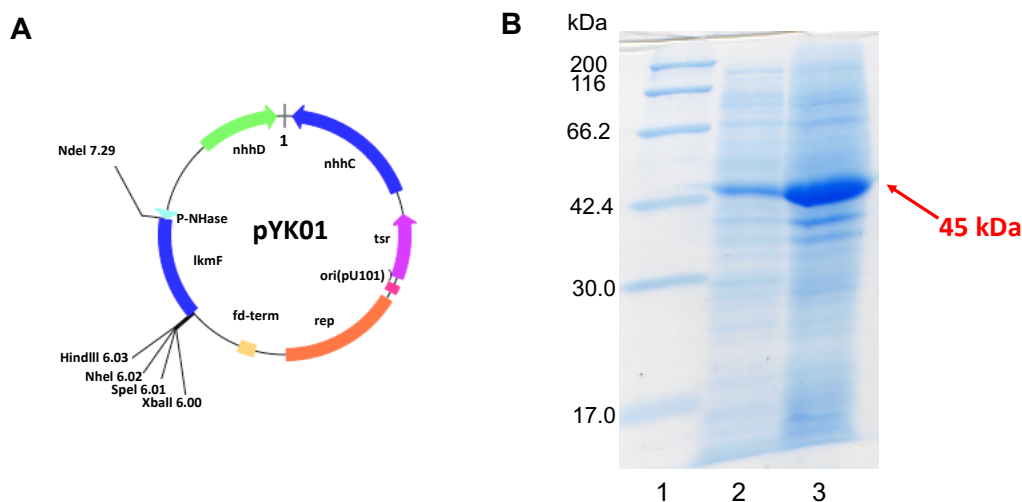 A
nhhD
1
nhhC
NdeI 7.29
P-NHase
pYK01
tsr
lkmF
ori(pU101)
fd-term
rep
HindIII 6.03
NheI 6.02
SpeI 6.01
XbaII 6.00
B
kDa
200
116
66.2
42.4
45 kDa
30.0
17.0
1 2 3